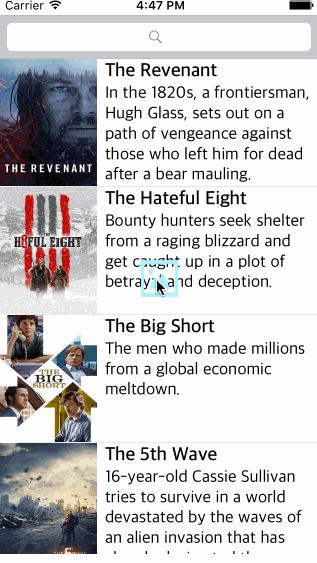 Carrier 4:47 PM
The Revenant
In the 1820s, a frontiersman,
Hugh Glass, sets out on a
path of vengeance against
those who left him for dead
after a bear mauling.
THE REVENANT
The Hateful Eight
Bounty hunters seek shelter
from a raging blizzard and
get caught up in a plot of
betrayal and deception.
H8FUL EIGHT
The Big Short
The men who made millions
from a global economic
meltdown.
THE
BIG
SHORT
The 5th Wave
16-year-old Cassie Sullivan
tries to survive in a world
devastated by the waves of
an alien invasion that has